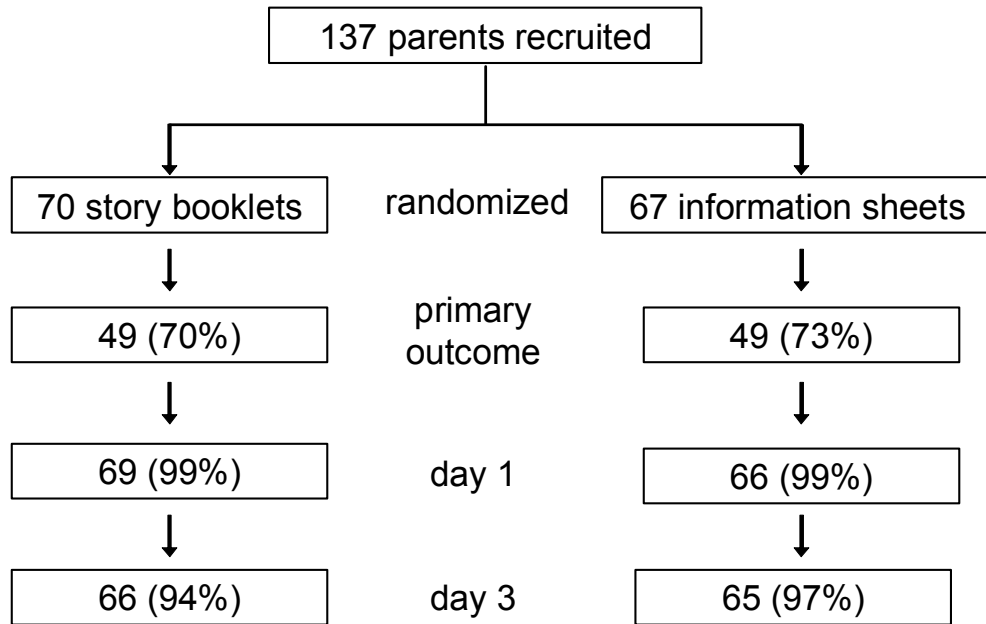 137 parents recruited
70 story booklets
randomized
67 information sheets
49 (70%)
primary
outcome
49 (73%)
69 (99%)
day 1
66 (99%)
66 (94%)
day 3
65 (97%)